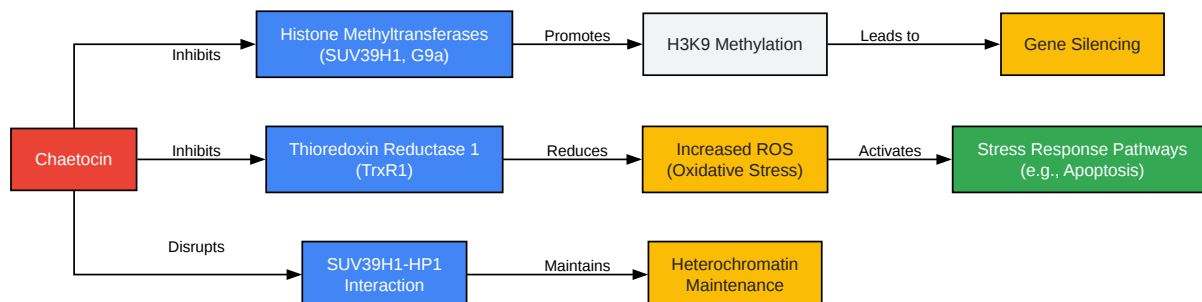 Histone Methyltransferases
(SUV39H1, G9a)
Inhibits
Promotes
H3K9 Methylation
Leads to
Gene Silencing
Chaetocin
Inhibits
Thioredoxin Reductase 1
(TrxR1)
Reduces
Increased ROS
(Oxidative Stress)
Activates
Stress Response Pathways
(e.g., Apoptosis)
Disrupts
SUV39H1-HP1
Interaction
Maintains
Heterochromatin
Maintenance